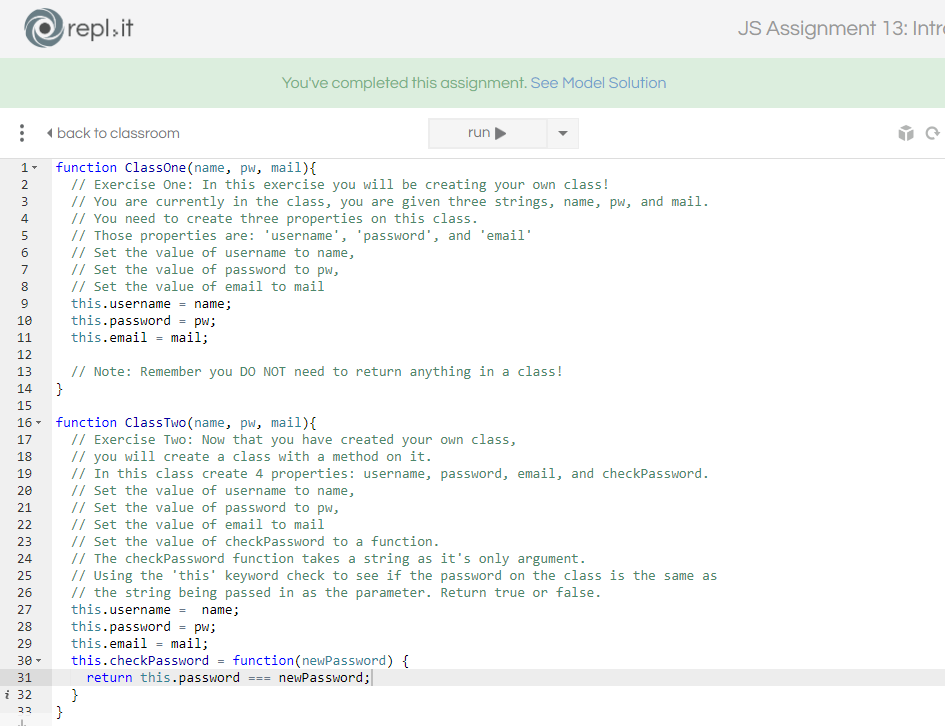 repl.it
JS Assignment 13: Intro
You've completed this assignment. See Model Solution
back to classroom
run
1 function ClassOne(name, pw, mail){
2 // Exercise One: In this exercise you will be creating your own class!
3 // You are currently in the class, you are given three strings, name, pw, and mail.
4 // You need to create three properties on this class.
5 // Those properties are: 'username', 'password', and 'email'
6 // Set the value of username to name,
7 // Set the value of password to pw,
8 // Set the value of email to mail
9 this.username = name;
10 this.password = pw;
11 this.email = mail;
12
13 // Note: Remember you DO NOT need to return anything in a class!
14 }
15
16 function ClassTwo(name, pw, mail){
17 // Exercise Two: Now that you have created your own class,
18 // you will create a class with a method on it.
19 // In this class create 4 properties: username, password, email, and checkPassword.
20 // Set the value of username to name,
21 // Set the value of password to pw,
22 // Set the value of email to mail
23 // Set the value of checkPassword to a function.
24 // The checkPassword function takes a string as it's only argument.
25 // Using the 'this' keyword check to see if the password on the class is the same as
26 // the string being passed in as the parameter. Return true or false.
27 this.username =  name;
28 this.password = pw;
29 this.email = mail;
30 this.checkPassword = function(newPassword) {
31 return this.password === newPassword;
i 32 }
33 }